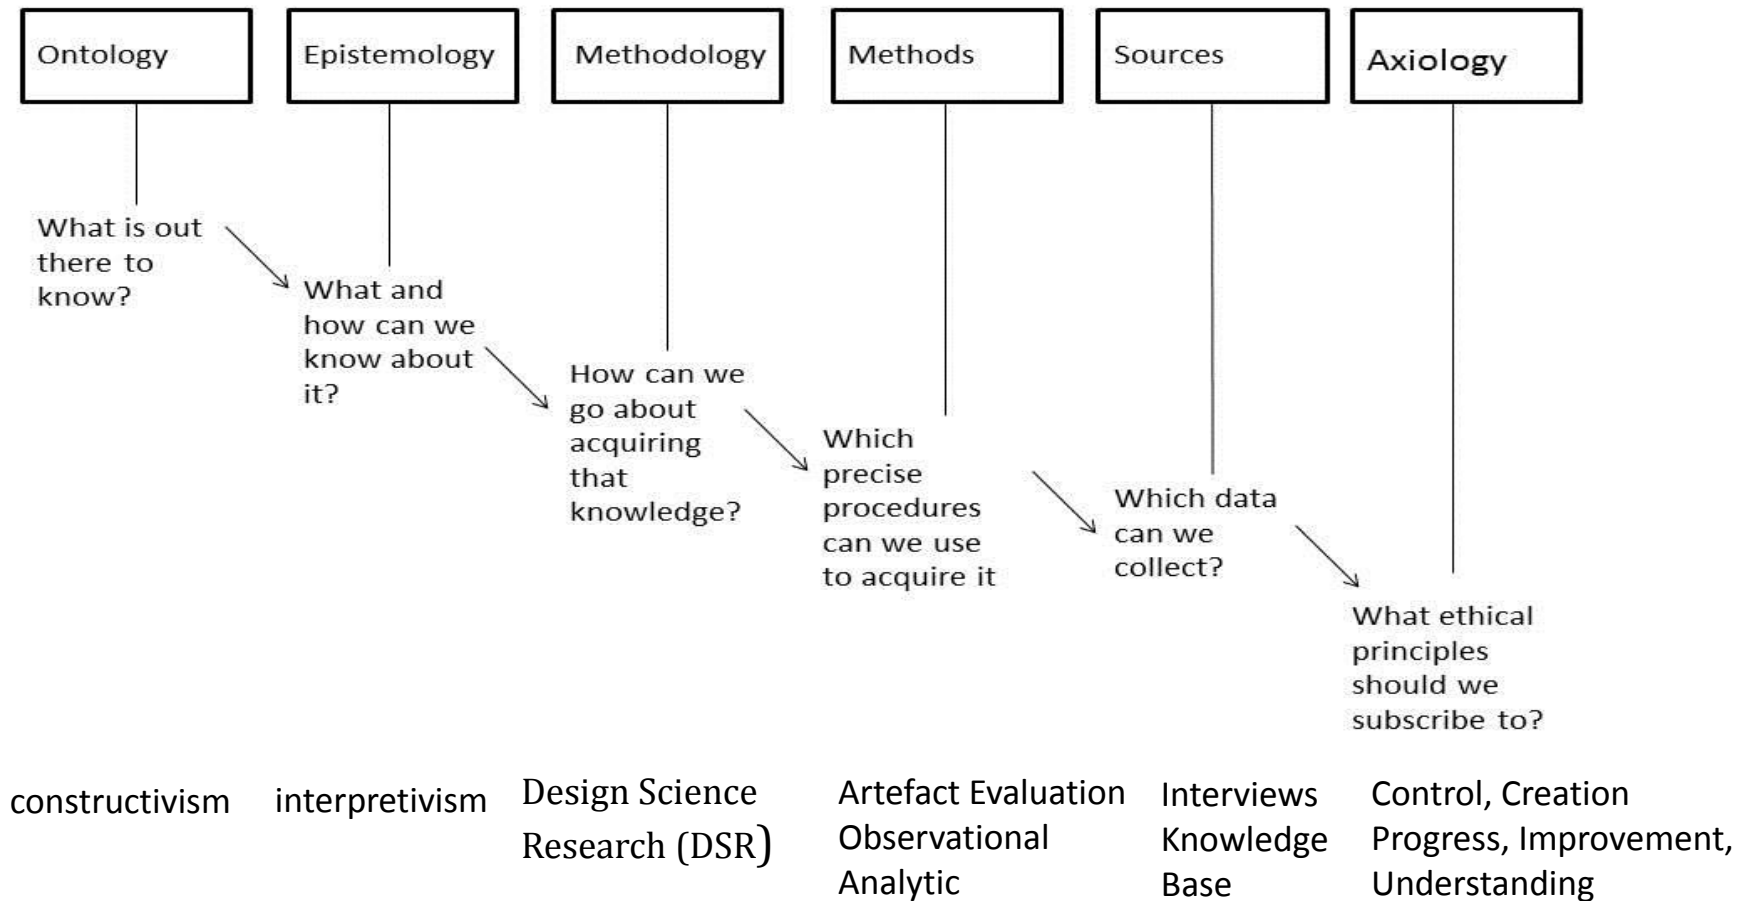 Ontology
Epistemology
Methodology
Methods
Sources
Axiology
What is out
there to
know?
What and
how can we
know about
it?
How can we
go about
acquiring
that
knowledge?
Which
precise
procedures
can we use
to acquire it
Which data
can we
collect?
What ethical
principles
should we
subscribe to?
constructivism
interpretivism
Design Science
Research (DSR)
Artefact Evaluation
Observational
Analytic
Interviews
Knowledge
Base
Control, Creation
Progress, Improvement,
Understanding